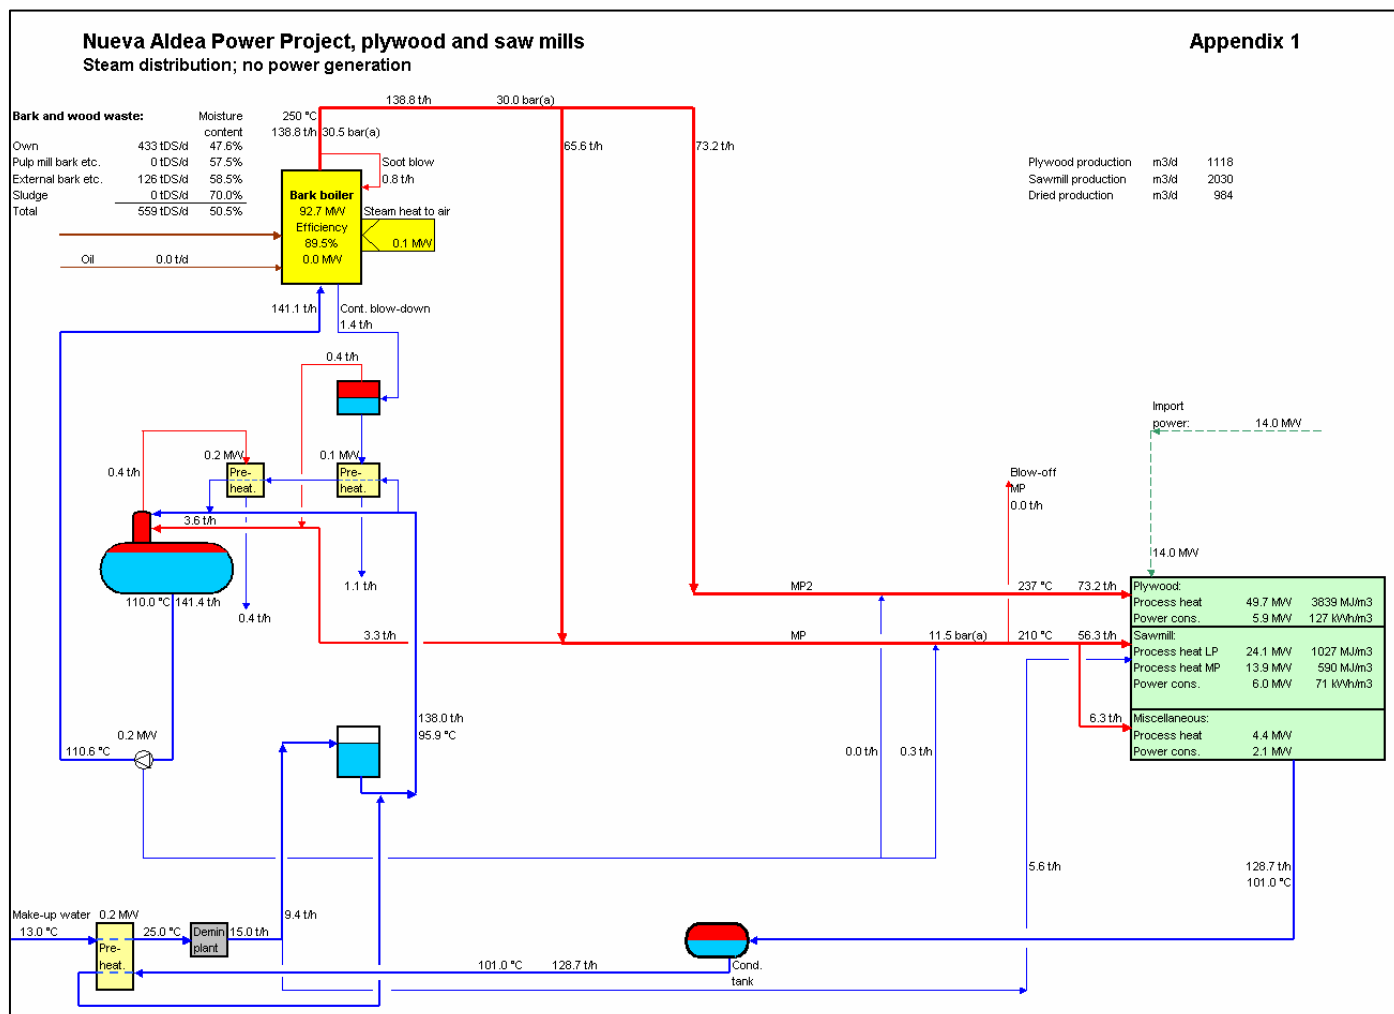 Nueva Aldea Power Project, plywood and saw mills
Appendix 1
Steam distribution; no power generation
138.8 t/h 30.0 bar(a)
Bark and wood waste: Moisture content
250 °C
138.8 t/h 30.5 bar(a)
Own 433 tDS/d 47.6%
Pulp mill bark etc. 0 tDS/d 57.5%
External bark etc. 126 tDS/d 58.5%
Sludge 0 tDS/d 70.0%
Total 559 tDS/d 50.5%
65.6 t/h
73.2 t/h
Soot blow
0.8 t/h
Plywood production m3/d 1118
Sawmill production m3/d 2030
Dried production m3/d 984
Bark boiler
92.7 MW
Efficiency
89.5%
0.0 MW
Steam heat to air
0.1 MW
Oil 0.0 t/d
141.1 t/h
Cont. blow-down
1.4 t/h
0.4 t/h
Import
power: 14.0 MW
0.2 MW
0.1 MW
0.4 t/h
Pre-
heat.
Pre-
heat.
Blow-off
MP
0.0 t/h
3.6 t/h
14.0 MW
1.1 t/h
110.0 °C 141.4 t/h
0.4 t/h
MP2 237 °C 73.2 t/h
Plywood:
Process heat 49.7 MW 3839 MJ/m3
Power cons. 5.9 MW 127 kWh/m3
3.3 t/h
MP 11.5 bar(a) 210 °C 56.3 t/h
Sawmill:
Process heat LP 24.1 MW 1027 MJ/m3
Process heat MP 13.9 MW 590 MJ/m3
Power cons. 6.0 MW 71 kWh/m3
6.3 t/h
Miscellaneous:
Process heat 4.4 MW
Power cons. 2.1 MW
138.0 t/h
95.9 °C
0.2 MW
110.6 °C
0.0 t/h
0.3 t/h
5.6 t/h
128.7 t/h
101.0 °C
Make-up water 0.2 MW
9.4 t/h
13.0 °C
25.0 °C
Demin
plant
15.0 t/h
Pre-
heat.
101.0 °C 128.7 t/h
Cond.
tank